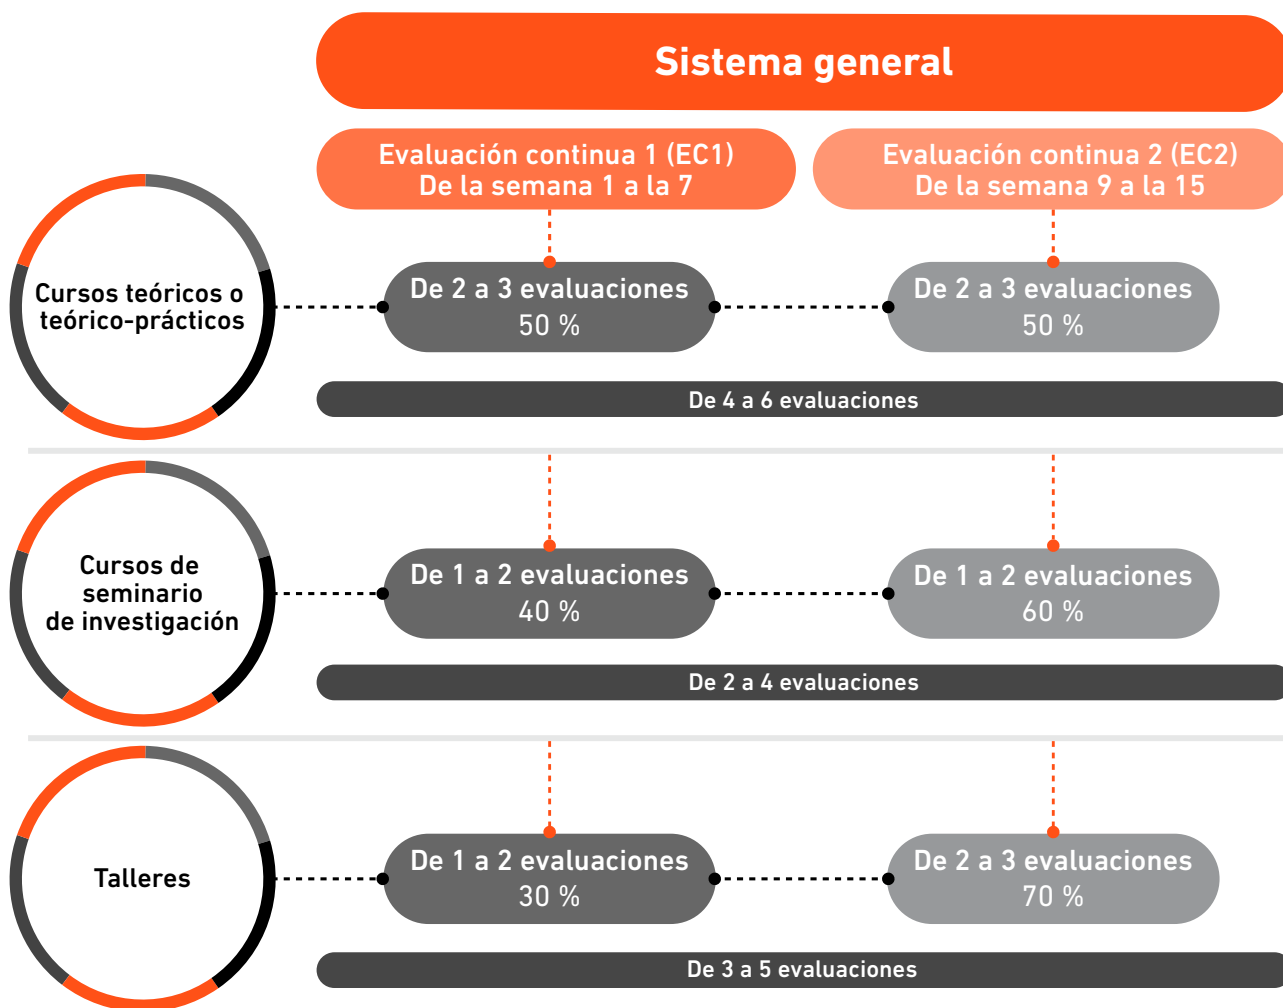 Sistema general
Evaluación continua 1 (EC1)
De la semana 1 a la 7
Evaluación continua 2 (EC2)
De la semana 9 a la 15
Cursos teóricos o
teórico-prácticos
De 2 a 3 evaluaciones
50 %
De 2 a 3 evaluaciones
50 %
De 4 a 6 evaluaciones
Cursos de
seminario
de investigación
De 1 a 2 evaluaciones
40 %
De 1 a 2 evaluaciones
60 %
De 2 a 4 evaluaciones
Talleres
De 1 a 2 evaluaciones
30 %
De 2 a 3 evaluaciones
70 %
De 3 a 5 evaluaciones